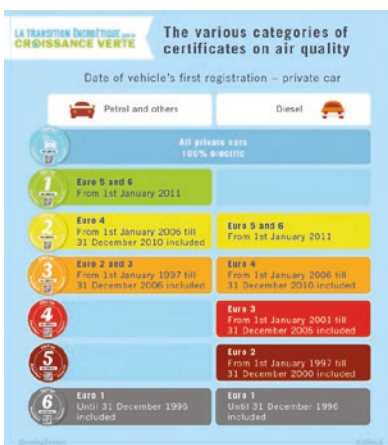 LA TRANSITION ÉNERGÉTIQUE pour la
CROISSANCE VERTE
The various categories of
certificates on air quality
Date of vehicle's first registration – private car
Petrol and others
Diesel
All private cars
100% electric
1
Euro 5 and 6
From 1st January 2011
2
Euro 4
From 1st January 2006 till
31 December 2010 included
Euro 5 and 6
From 1st January 2011
3
Euro 2 and 3
From 1st January 1997 till
31 December 2006 included
Euro 4
From 1st January 2006 till
31 December 2010 included
4
Euro 3
From 1st January 2001 till
31 December 2005 included
5
Euro 2
From 1st January 1997 till
31 December 2000 included
6
Euro 1
Until 31 December 1996
included
Euro 1
Until 31 December 1996
included